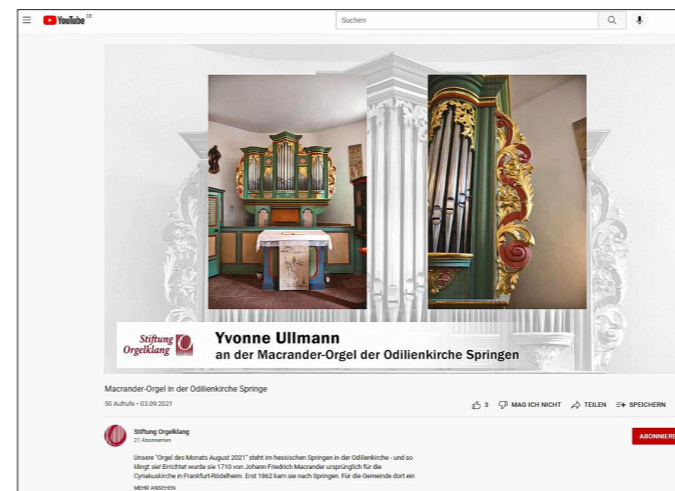 YouTube DE
Suchen
Stiftung
Orgelklang
Yvonne Ullmann
an der Macrander-Orgel der Odilienkirche Springen
Macrander-Orgel in der Odilienkirche Springe
50 Aufrufe • 03.09.2021
3 MAG ICH NICHT TEILEN SPEICHERN
Stiftung Orgelklang
21 Abonnenten
ABONNIERE
Unsere "Orgel des Monats August 2021" steht im hessischen Springen in der Odilienkirche - und so
klingt sie! Errichtet wurde sie 1710 von Johann Friedrich Macrander ursprünglich für die
Cyriakuskirche in Frankfurt-Rödelheim. Erst 1862 kam sie nach Springen. Für die Gemeinde dort ein
MEHR ANSEHEN